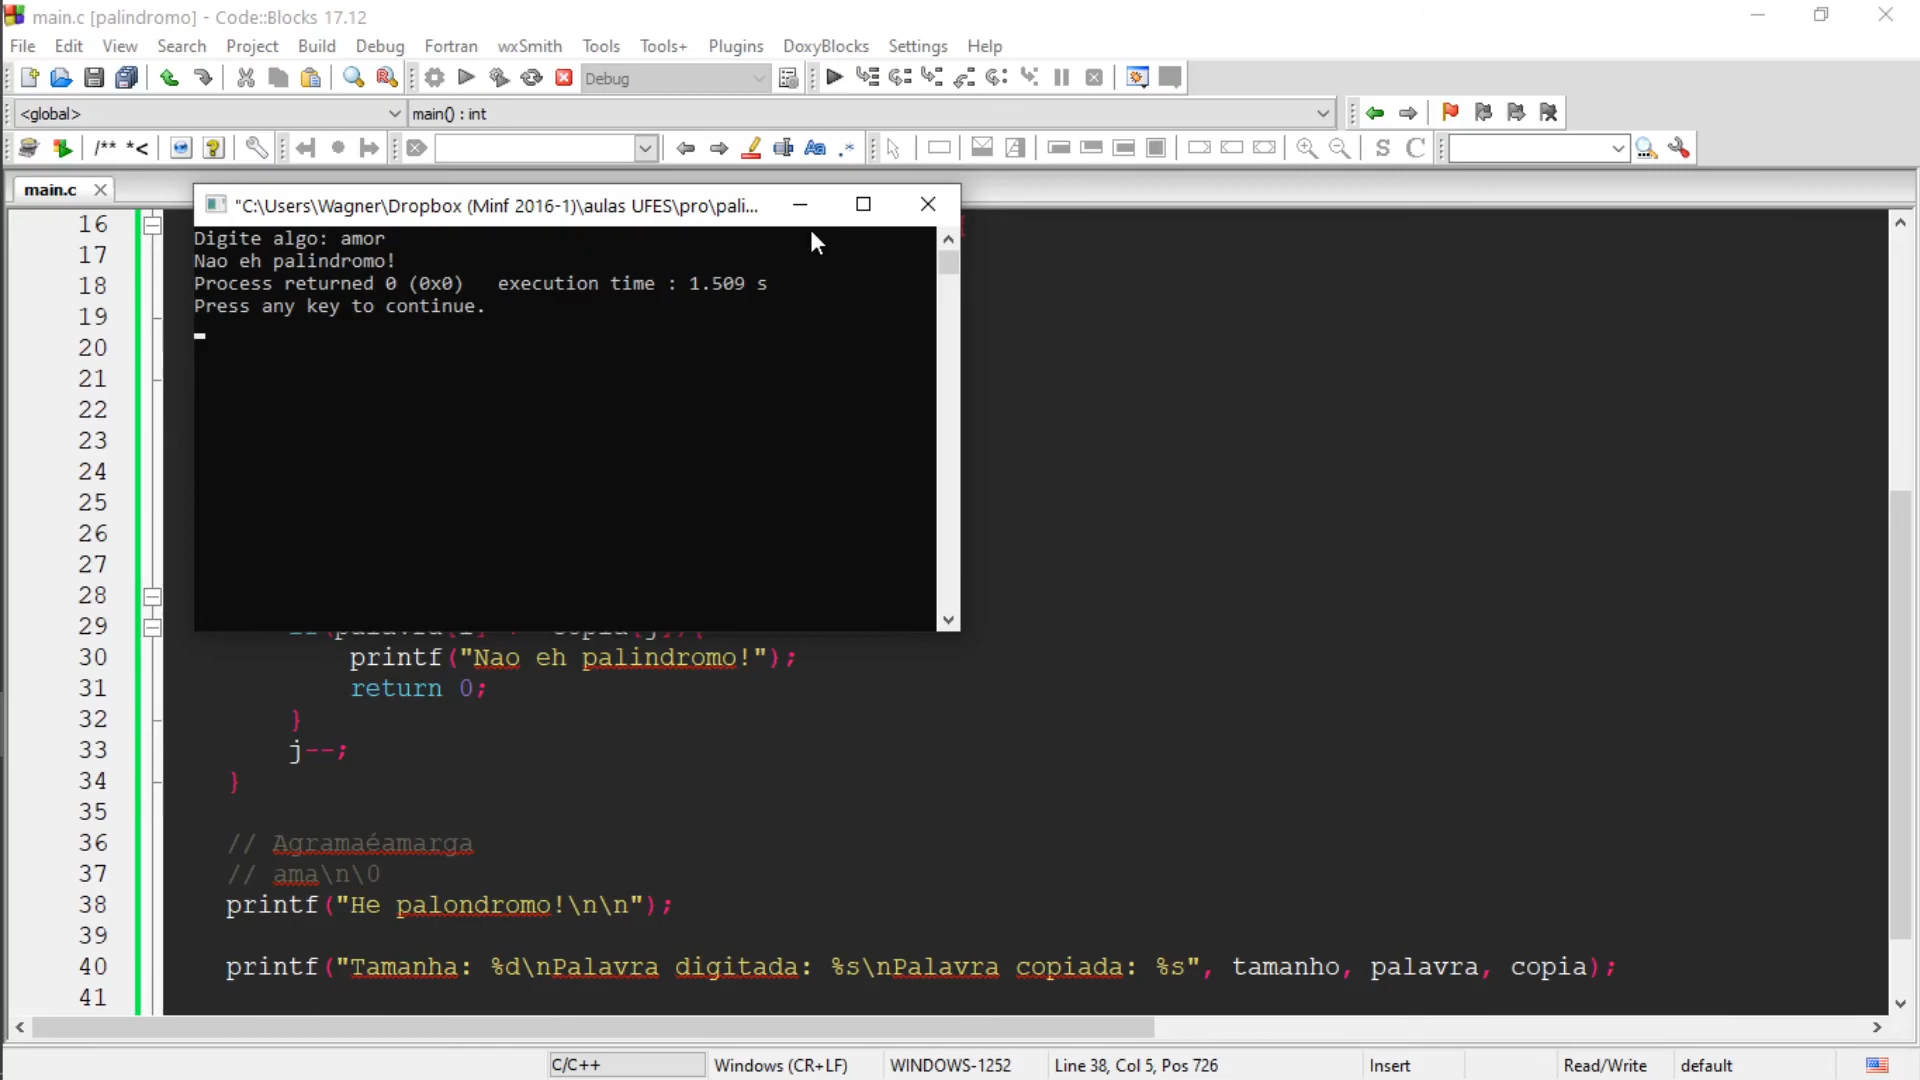 main.c [palindromo] - Code::Blocks 17.12
File Edit View Search Project Build Debug Fortran wxSmith Tools Tools+ Plugins DoxyBlocks Settings Help
Debug
<global> main() : int
/** *<
S C
main.c
"C:\Users\Wagner\Dropbox (Minf 2016-1)\aulas UFES\pro\pali...
Digite algo: amor
Nao eh palindromo!
Process returned 0 (0x0)   execution time : 1.509 s
Press any key to continue.
16
17
18
19
20
21
22
23
24
25
26
27
28
29
30 printf("Nao eh palindromo!");
31 return 0;
32 }
33 j--;
34 }
35
36 // Agramaéamarga
37 // ama\n\0
38 printf("He palondromo!\n\n");
39
40 printf("Tamanha: %d\nPalavra digitada: %s\nPalavra copiada: %s", tamanho, palavra, copia);
41
C/C++ Windows (CR+LF) WINDOWS-1252 Line 38, Col 5, Pos 726 Insert Read/Write default